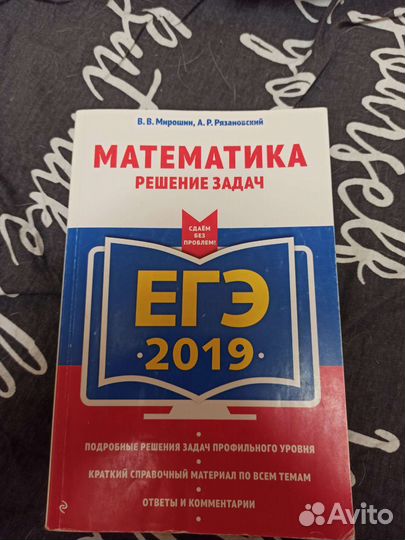 В. В. Мирошин, А. Р. Рязановский
МАТЕМАТИКА
РЕШЕНИЕ ЗАДАЧ
СДАЁМ БЕЗ
ПРОБЛЕМ!
ЕГЭ
·2019·
• ПОДРОБНЫЕ РЕШЕНИЯ ЗАДАЧ ПРОФИЛЬНОГО УРОВНЯ
• КРАТКИЙ СПРАВОЧНЫЙ МАТЕРИАЛ ПО ВСЕМ ТЕМАМ
• ОТВЕТЫ И КОММЕНТАРИИ
Avito